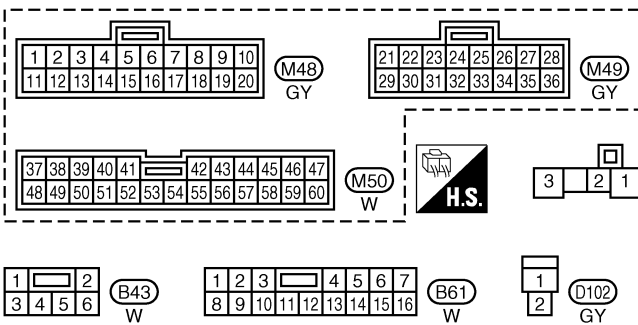 1 2 3 4 5 6 7 8 9 10
11 12 13 14 15 16 17 18 19 20
M48
GY
21 22 23 24 25 26 27 28
29 30 31 32 33 34 35 36
M49
GY
37 38 39 40 41 42 43 44 45 46 47
48 49 50 51 52 53 54 55 56 57 58 59 60
M50
W
H.S.
3 2 1
1 2
3 4 5 6
B43
W
1 2 3 4 5 6 7
8 9 10 11 12 13 14 15 16
B61
W
1
2
D102
GY